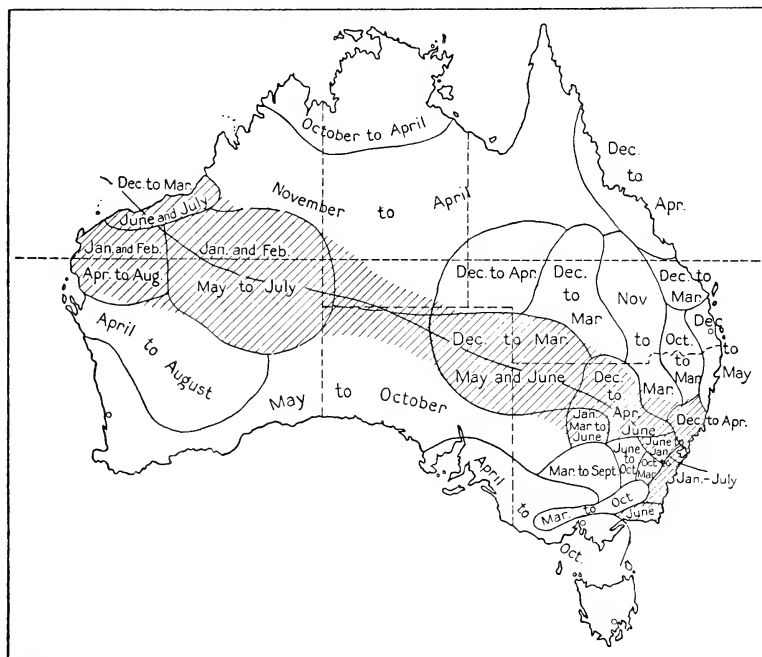 October to April
Dec.
to
Apr.
Dec. to Mar.
June and July
November to April
Jan. and Feb.
Apr. to Aug.
Jan. and Feb.
May to July
Dec. to Apr.
Dec.
to
Mar
Nov
to
Mar.
Dec. to
Mar.
Oct.
to
Mar
Dec
to
May
April
to
August
Dec. to Mar.
May and June
Dec.
to
Apr.
June
Dec. to Apr.
May to October
Jan.
Mar to
June
June
to
Oct
June to
Jan.
Oct
Mar
Jan.-July
Mar. to Sept
April
to
Oct.
Mar. to Oct
June